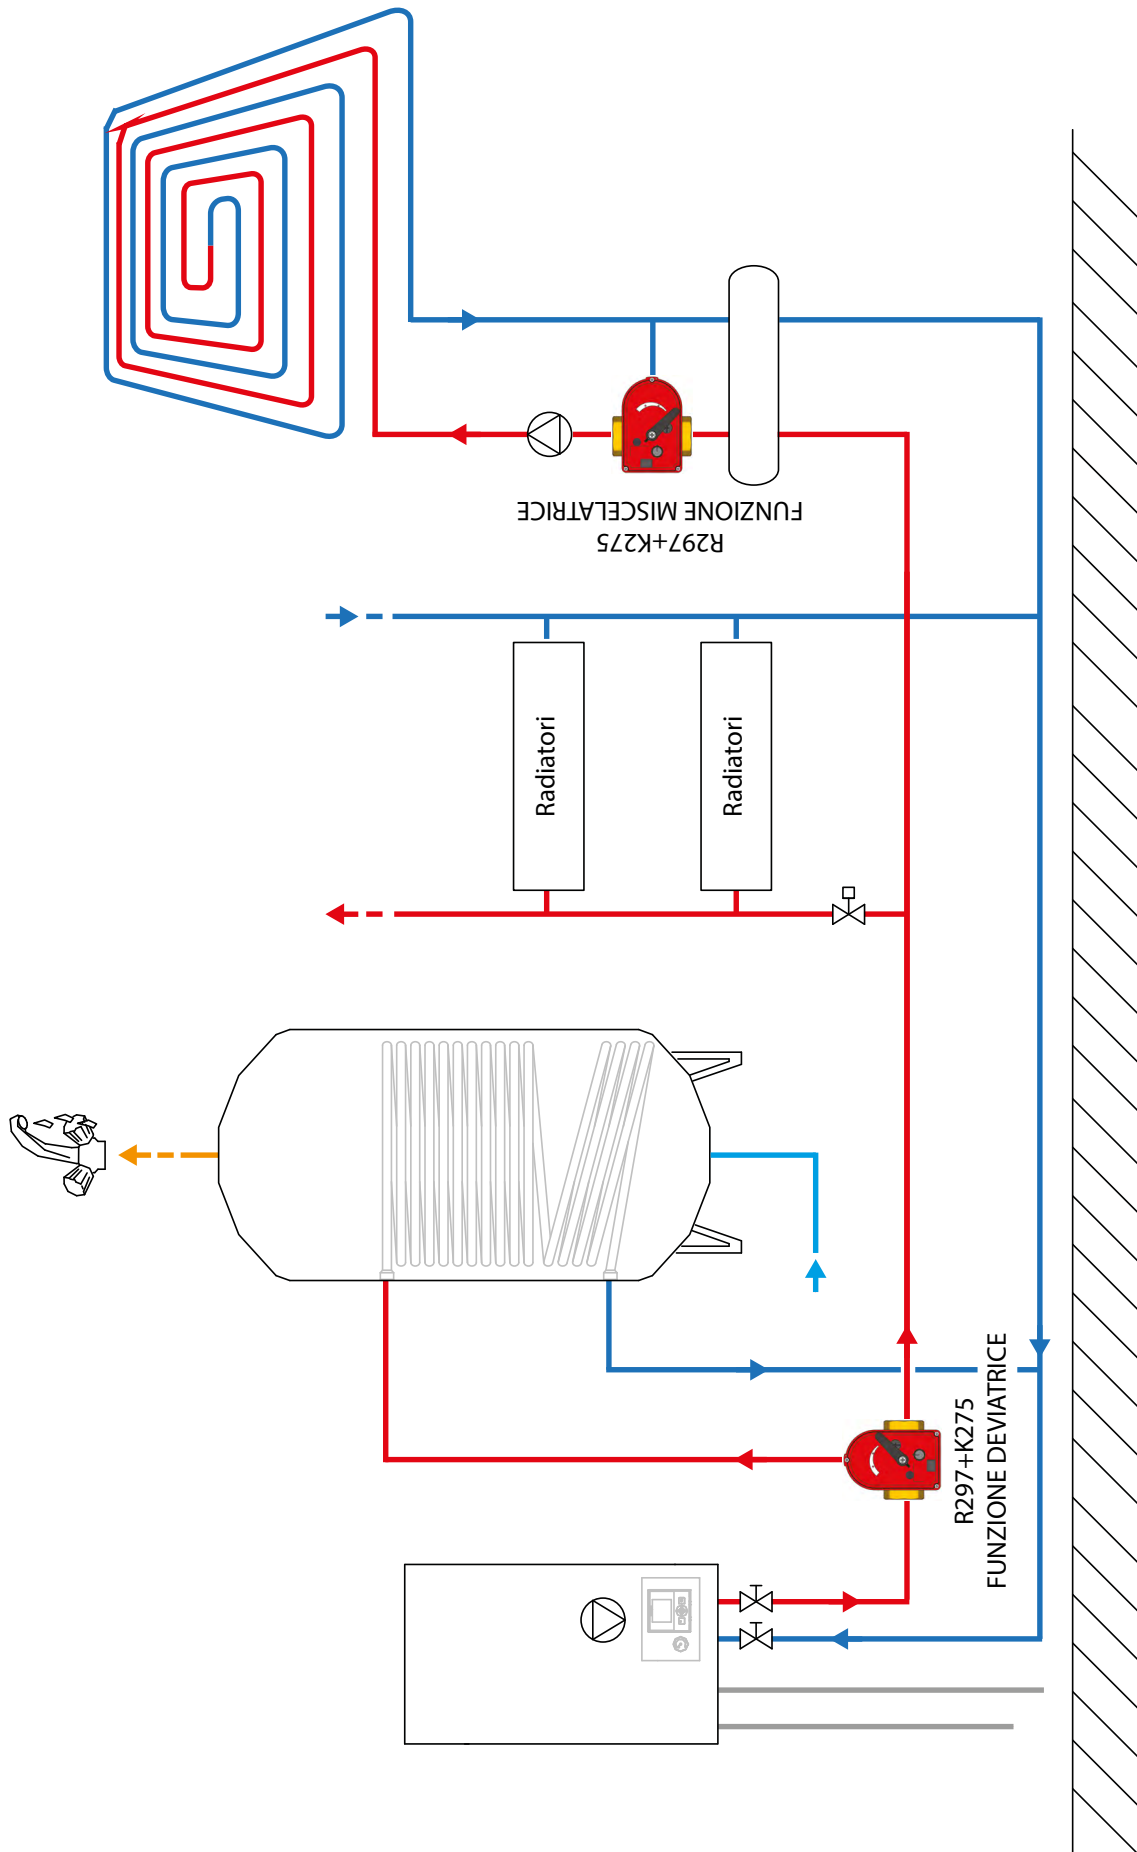 R297+K275
FUNZIONE MISCELATRICE
Radiatori
Radiatori
R297+K275
FUNZIONE DEVIATRICE